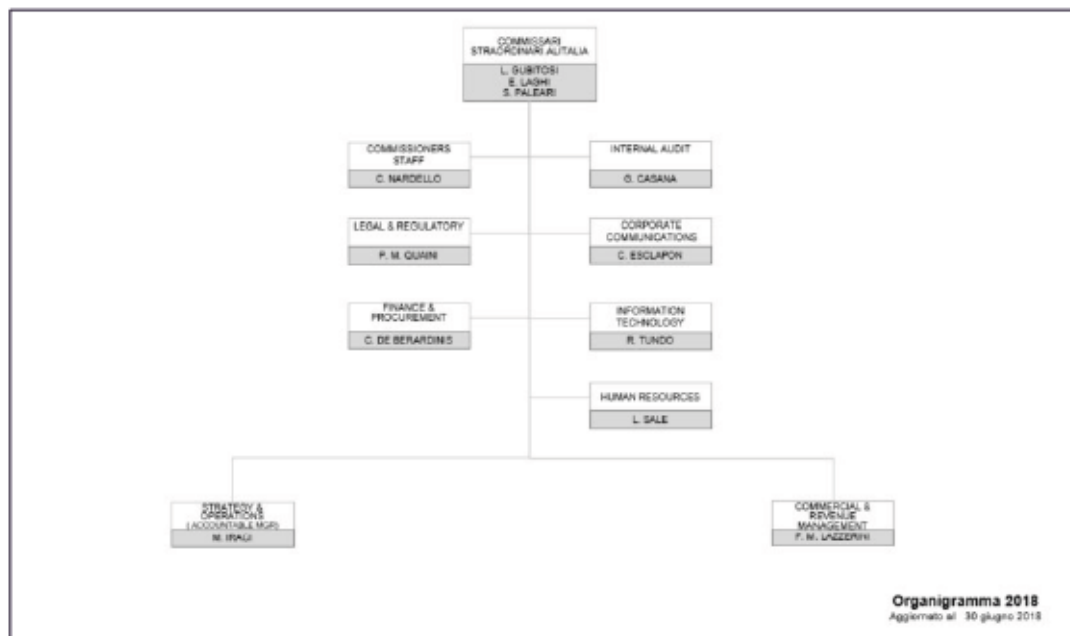 COMMISSARI
STRAORDINARI ALITALIA
L. GUBITOSI
E. LAGHI
S. PALEARI
COMMISSIONERS
STAFF
C. NARDELLO
INTERNAL AUDIT
G. CASANA
LEGAL & REGULATORY
P. M. QUAINI
CORPORATE
COMMUNICATIONS
C. ESCLAPON
FINANCE &
PROCUREMENT
C. DE BERARDINIS
INFORMATION
TECHNOLOGY
R. TUNDO
HUMAN RESOURCES
L. SALE
STRATEGY &
OPERATIONS
( ACCOUNTABLE MGR)
M. IRACI
COMMERCIAL &
REVENUE
MANAGEMENT
F. M. LAZZERINI
Organigramma 2018
Aggiornato al 30 giugno 2018